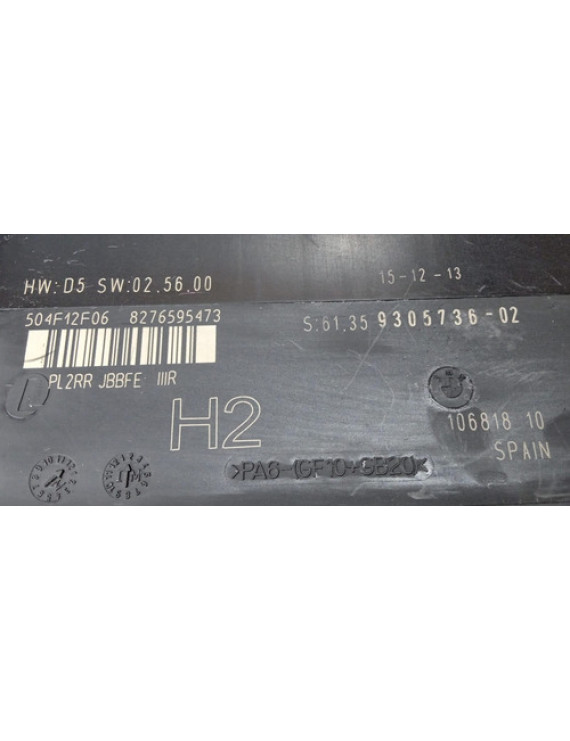 HW:D5 SW:02.56.00
15-12-13
504F12F06 8276595473
S:61.35 9305736-02
PL2RR JBBFE IIIR
H2
106818 10
SPAIN
>PA6-(GF10+GB20)<